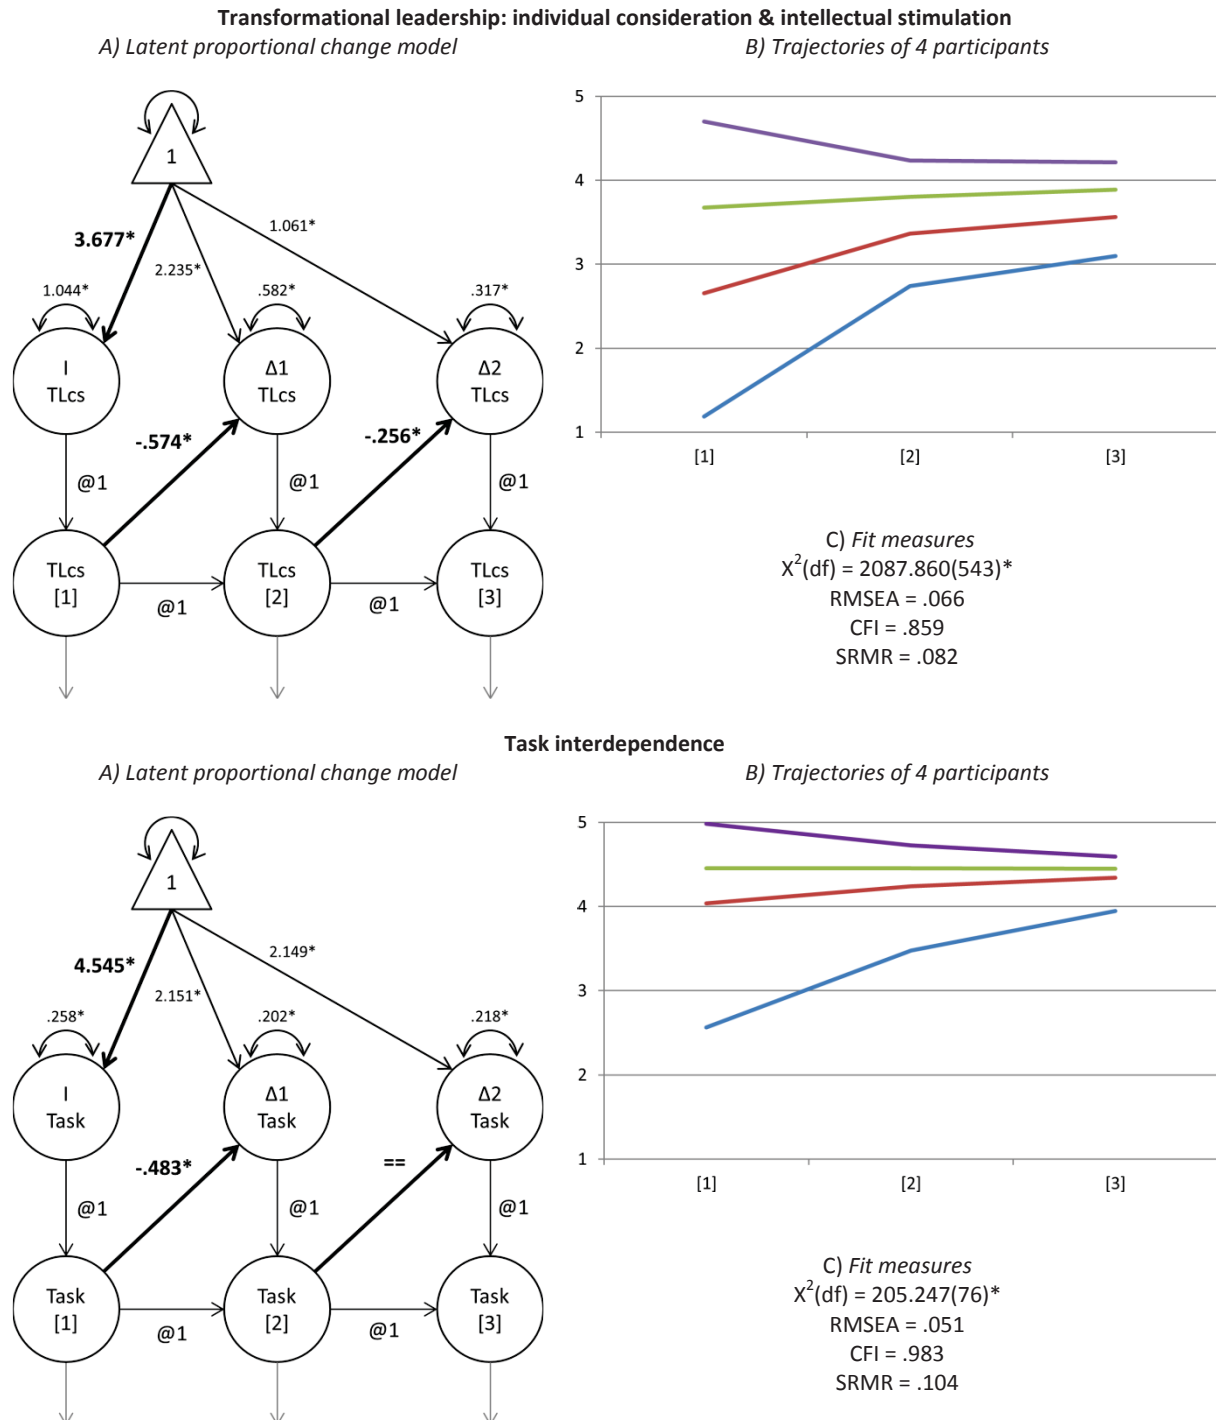 Transformational leadership: individual consideration & intellectual stimulation
A) Latent proportional change model
B) Trajectories of 4 participants
1
3.677*
2.235*
1.061*
1.044*
.582*
.317*
I
TLcs
Δ1
TLcs
Δ2
TLcs
-.574*
-.256*
@1
@1
@1
TLcs
[1]
TLcs
[2]
TLcs
[3]
@1
@1
5
4
3
2
1
[1]
[2]
[3]
C) Fit measures
X²(df) = 2087.860(543)*
RMSEA = .066
CFI = .859
SRMR = .082
Task interdependence
A) Latent proportional change model
B) Trajectories of 4 participants
1
4.545*
2.151*
2.149*
.258*
.202*
.218*
I
Task
Δ1
Task
Δ2
Task
-.483*
==
@1
@1
@1
Task
[1]
Task
[2]
Task
[3]
@1
@1
5
4
3
2
1
[1]
[2]
[3]
C) Fit measures
X²(df) = 205.247(76)*
RMSEA = .051
CFI = .983
SRMR = .104